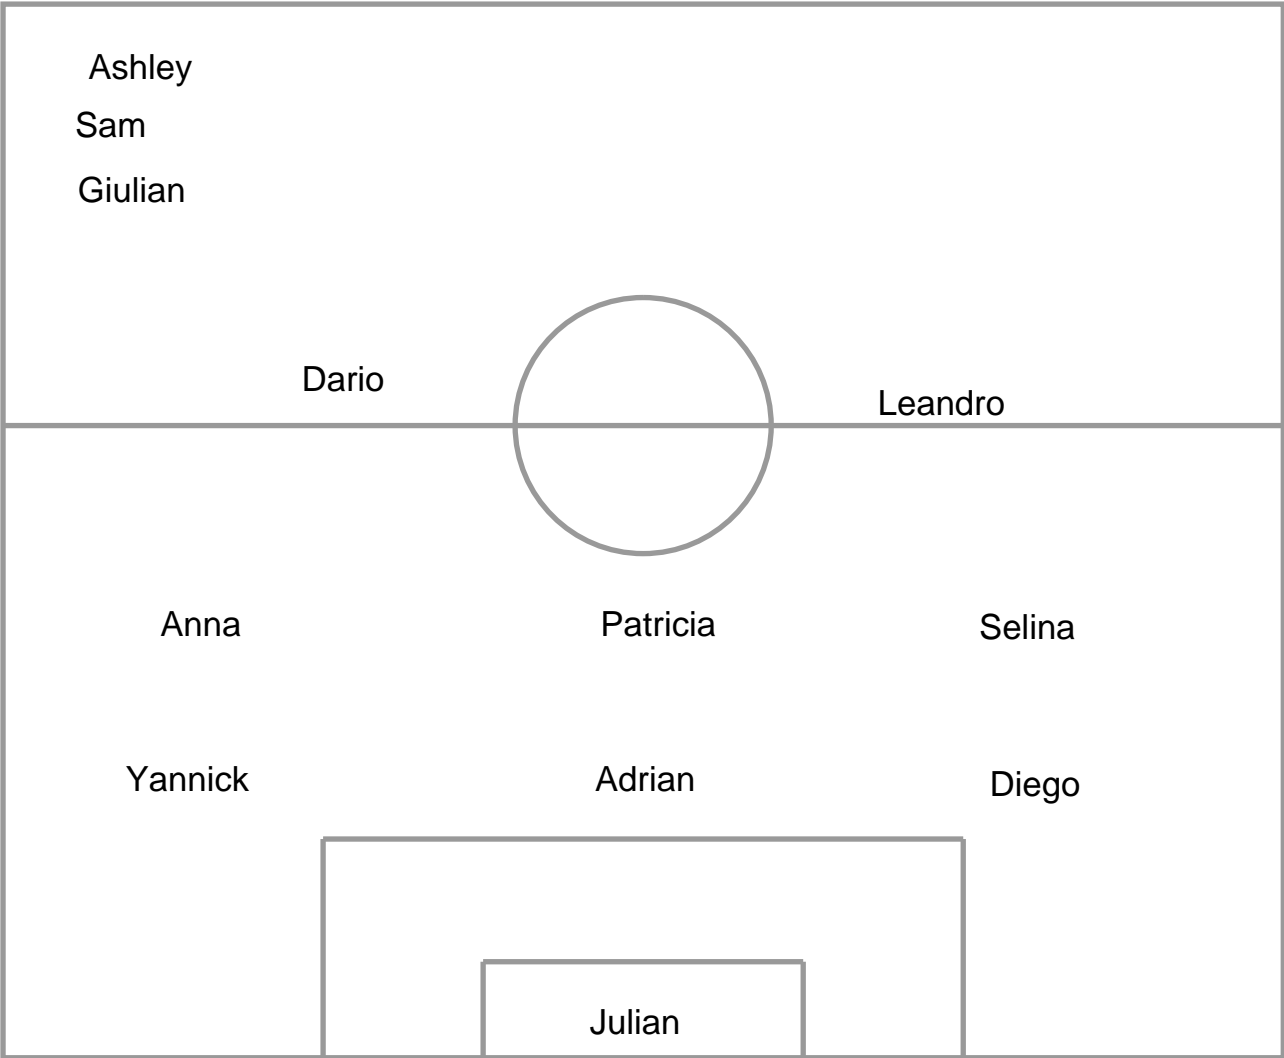 Ashley
Sam
Giulian
Dario
Leandro
Anna Patricia Selina
Yannick Adrian Diego
Julian